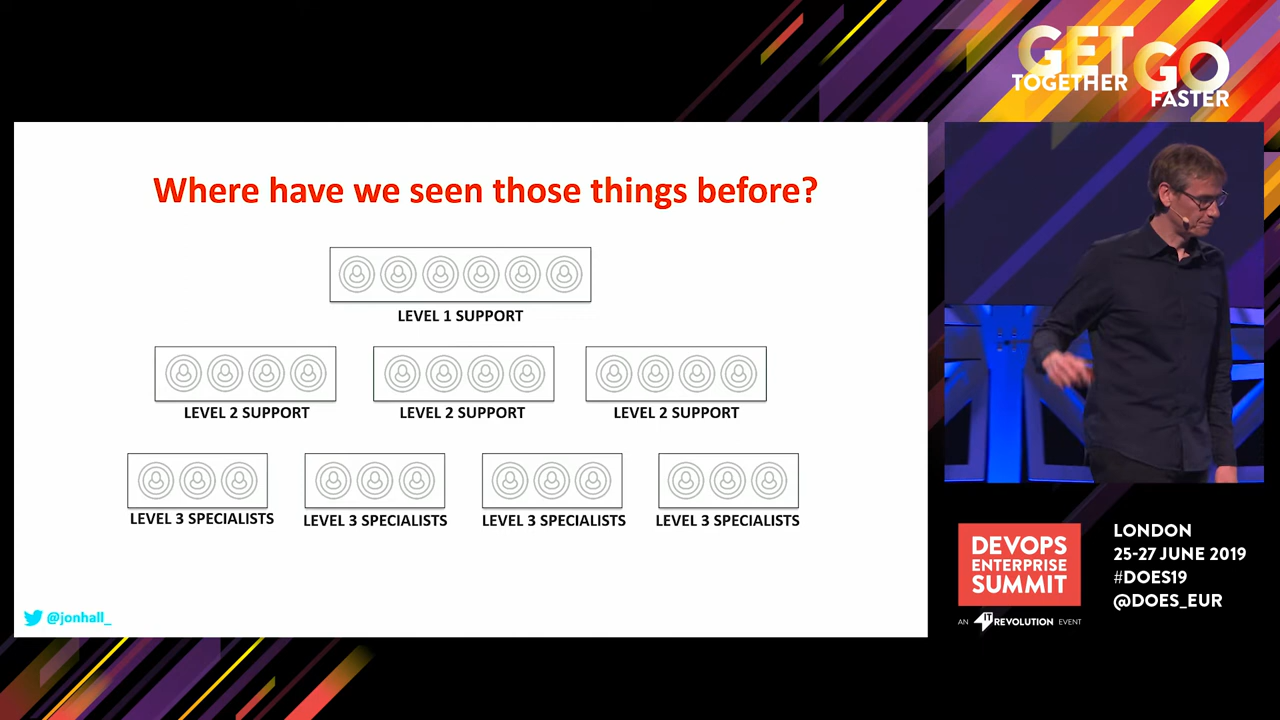 GET
TOGETHER GO
FASTER
Where have we seen those things before?
LEVEL 1 SUPPORT
LEVEL 2 SUPPORT LEVEL 2 SUPPORT LEVEL 2 SUPPORT
LEVEL 3 SPECIALISTS LEVEL 3 SPECIALISTS LEVEL 3 SPECIALISTS LEVEL 3 SPECIALISTS
@jonhall_
DEVOPS
ENTERPRISE
SUMMIT
AN IT REVOLUTION EVENT
LONDON
25-27 JUNE 2019
#DOES19
@DOES_EUR